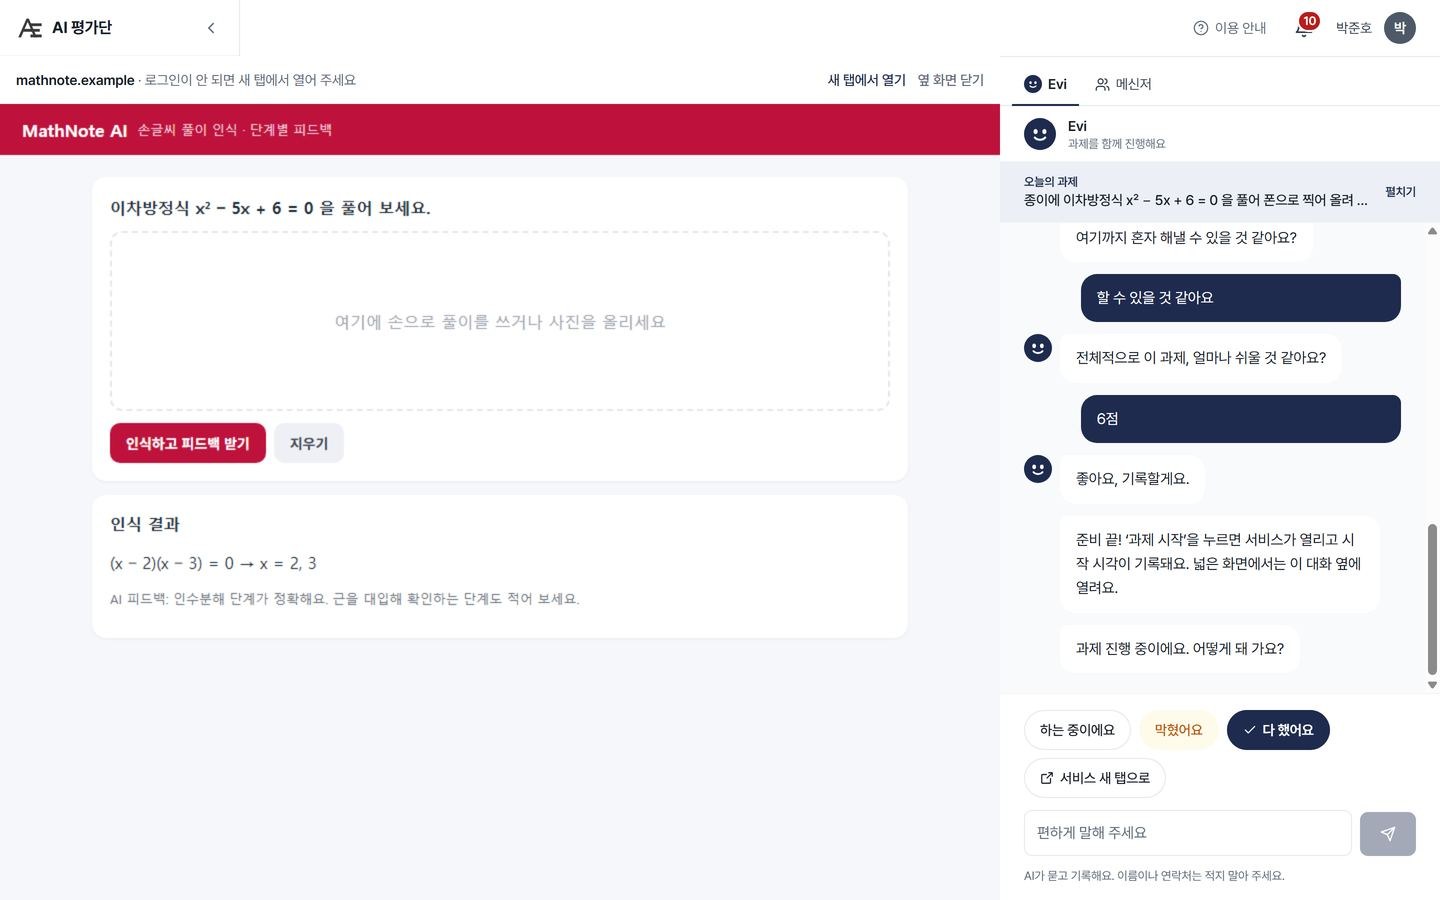 AI 평가단
이용 안내
10
박준호
박
mathnote.example · 로그인이 안 되면 새 탭에서 열어 주세요
새 탭에서 열기
옆 화면 닫기
MathNote AI 손글씨 풀이 인식 · 단계별 피드백
이차방정식 x² − 5x + 6 = 0 을 풀어 보세요.
여기에 손으로 풀이를 쓰거나 사진을 올리세요
인식하고 피드백 받기
지우기
인식 결과
(x − 2)(x − 3) = 0 → x = 2, 3
AI 피드백: 인수분해 단계가 정확해요. 근을 대입해 확인하는 단계도 적어 보세요.
Evi
메신저
Evi
과제를 함께 진행해요
오늘의 과제
종이에 이차방정식 x² − 5x + 6 = 0 을 풀어 폰으로 찍어 올려 ...
펼치기
여기까지 혼자 해낼 수 있을 것 같아요?
할 수 있을 것 같아요
전체적으로 이 과제, 얼마나 쉬울 것 같아요?
6점
좋아요, 기록할게요.
준비 끝! ‘과제 시작’을 누르면 서비스가 열리고 시
작 시각이 기록돼요. 넓은 화면에서는 이 대화 옆에
열려요.
과제 진행 중이에요. 어떻게 돼 가요?
하는 중이에요
막혔어요
다 했어요
서비스 새 탭으로
편하게 말해 주세요
AI가 묻고 기록해요. 이름이나 연락처는 적지 말아 주세요.